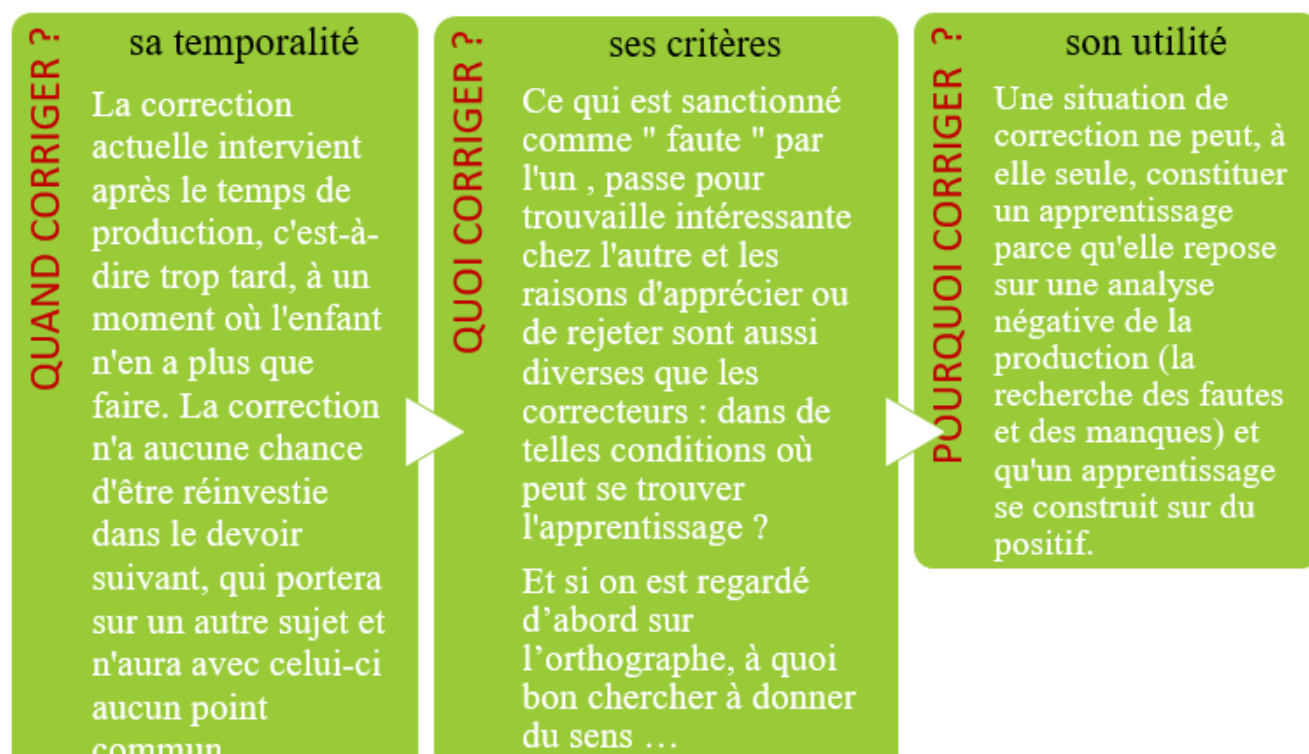 QUAND CORRIGER ?
sa temporalité
La correction
actuelle intervient
après le temps de
production, c'est-à-
dire trop tard, à un
moment où l'enfant
n'en a plus que
faire. La correction
n'a aucune chance
d'être réinvestie
dans le devoir
suivant, qui portera
sur un autre sujet et
n'aura avec celui-ci
aucun point
commun
QUOI CORRIGER ?
ses critères
Ce qui est sanctionné
comme " faute " par
l'un , passe pour
trouvaille intéressante
chez l'autre et les
raisons d'apprécier ou
de rejeter sont aussi
diverses que les
correcteurs : dans de
telles conditions où
peut se trouver
l'apprentissage ?
Et si on est regardé
d’abord sur
l’orthographe, à quoi
bon chercher à donner
du sens …
POURQUOI CORRIGER ?
son utilité
Une situation de
correction ne peut, à
elle seule, constituer
un apprentissage
parce qu'elle repose
sur une analyse
négative de la
production (la
recherche des fautes
et des manques) et
qu'un apprentissage
se construit sur du
positif.